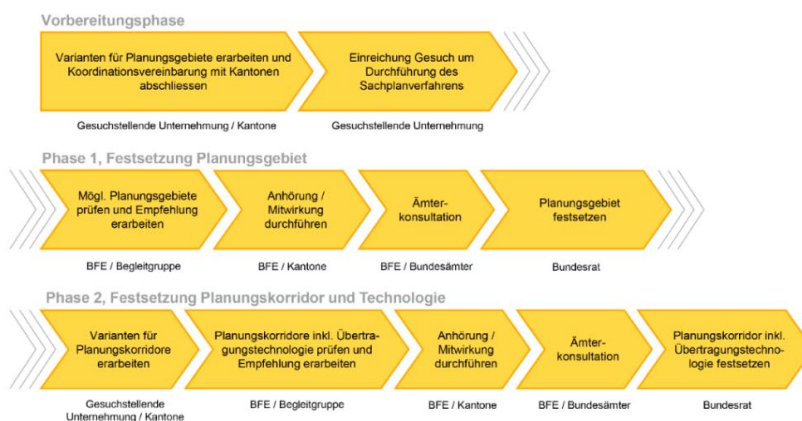 Vorbereitungsphase
Varianten für Planungsgebiete erarbeiten und
Koordinationsvereinbarung mit Kantonen
abschliessen
Einreichung Gesuch um
Durchführung des
Sachplanverfahrens
Gesuchstellende Unternehmung / Kantone
Gesuchstellende Unternehmung
Phase 1, Festsetzung Planungsgebiet
Mögl. Planungsgebiete
prüfen und Empfehlung
erarbeiten
Anhörung /
Mitwirkung
durchführen
Ämter-
konsultation
Planungsgebiet
festsetzen
BFE / Begleitgruppe
BFE / Kantone
BFE / Bundesämter
Bundesrat
Phase 2, Festsetzung Planungskorridor und Technologie
Varianten für
Planungskorridore
erarbeiten
Planungskorridore inkl. Übertra-
gungstechnologie prüfen und
Empfehlung erarbeiten
Anhörung /
Mitwirkung
durchführen
Ämter-
konsultation
Planungskorridor inkl.
Übertragungstechno-
logie festsetzen
Gesuchstellende
Unternehmung / Kantone
BFE / Begleitgruppe
BFE / Kantone
BFE / Bundesämter
Bundesrat